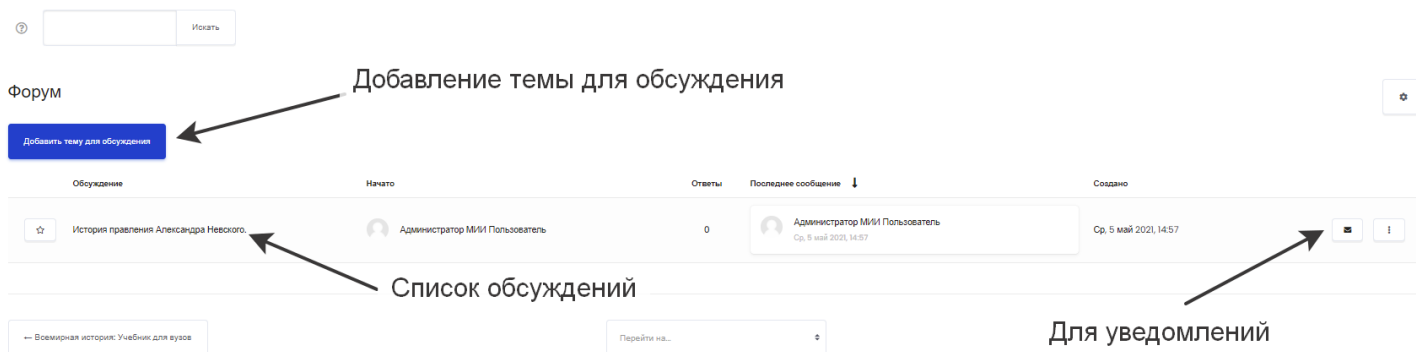 Искать
Добавление темы для обсуждения
Форум
Добавить тему для обсуждения
Обсуждение Начато Ответы Последнее сообщение Создано
История правления Александра Невского. Администратор МИИ Пользователь 0 Администратор МИИ Пользователь Ср, 5 май 2021, 14:57
Ср, 5 май 2021, 14:57
Список обсуждений
Для уведомлений
← Всемирная история: Учебник для вузов Перейти на...